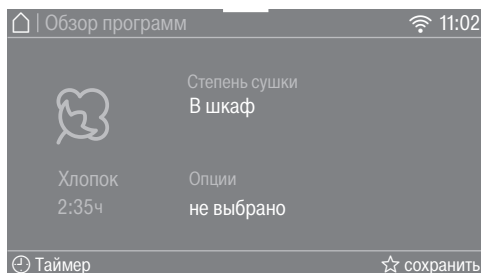 | Обзор программ 11:02
Степень сушки
В шкаф
Хлопок
2:35ч
Опции
не выбрано
Таймер сохранить